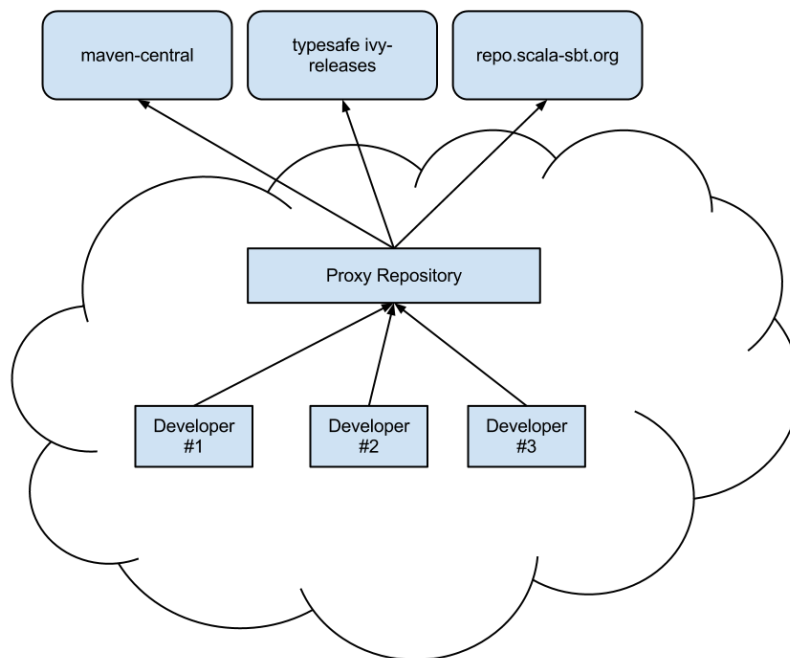 maven-central
typesafe ivy-
releases
repo.scala-sbt.org
Proxy Repository
Developer
#1
Developer
#2
Developer
#3